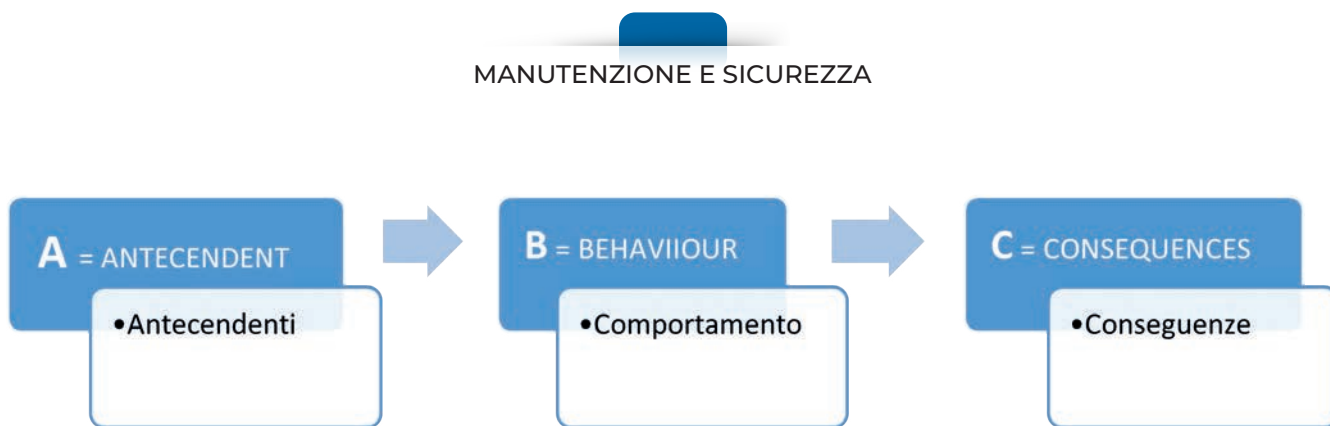 MANUTENZIONE E SICUREZZA
A = ANTECENDENT
•Antecendenti
B = BEHAVIIOUR
•Comportamento
C = CONSEQUENCES
•Conseguenze